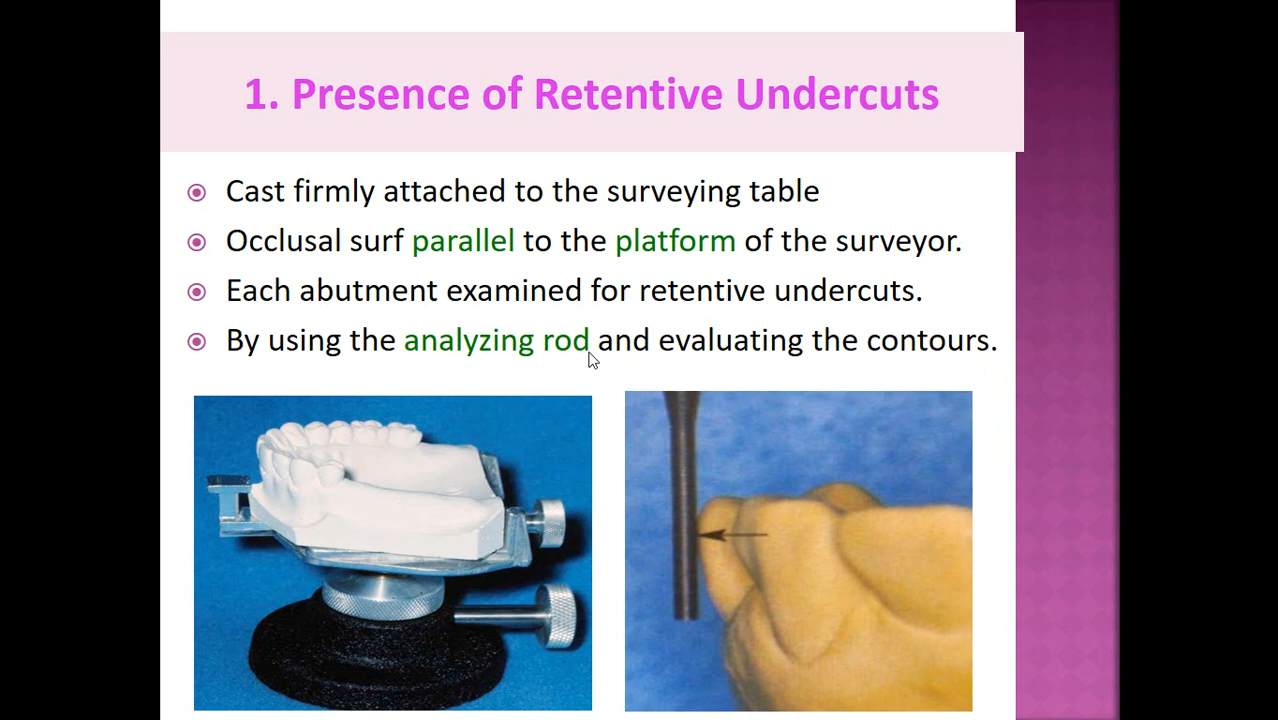 1. Presence of Retentive Undercuts
Cast firmly attached to the surveying table
Occlusal surf parallel to the platform of the surveyor.
Each abutment examined for retentive undercuts.
By using the analyzing rod and evaluating the contours.